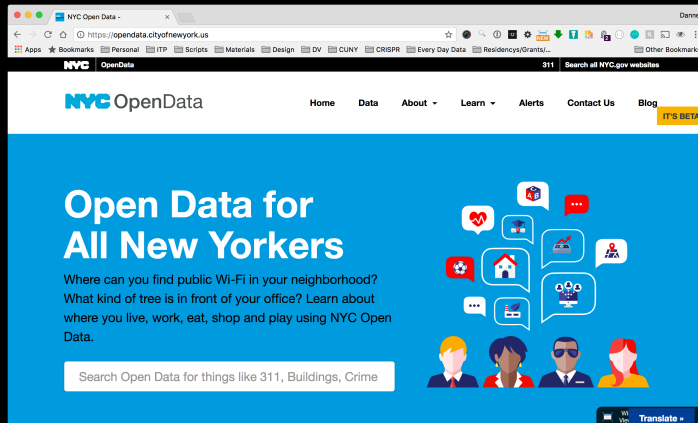 NYC Open Data -
Danne
https://opendata.cityofnewyork.us
Apps Bookmarks Personal ITP Scripts Materials Design DV CUNY CRISPR Every Day Data Residencys/Grants/... Other Bookmarks
NYC OpenData 311 Search all NYC.gov websites
NYC OpenData Home Data About Learn Alerts Contact Us Blog
IT'S BETA
Open Data for
All New Yorkers
Where can you find public Wi-Fi in your neighborhood?
What kind of tree is in front of your office? Learn about
where you live, work, eat, shop and play using NYC Open
Data.
Search Open Data for things like 311, Buildings, Crime
Translate »